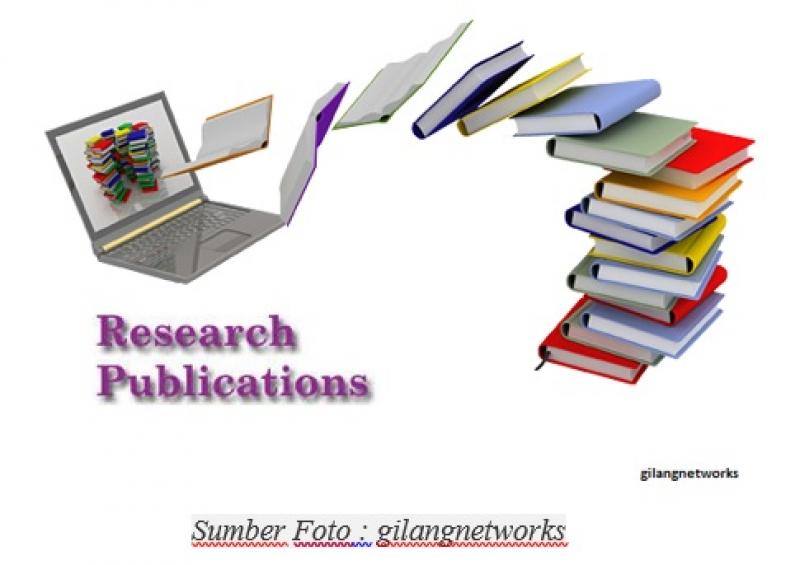 Research
Publications
gilangnetworks
Sumber Foto : gilangnetworks